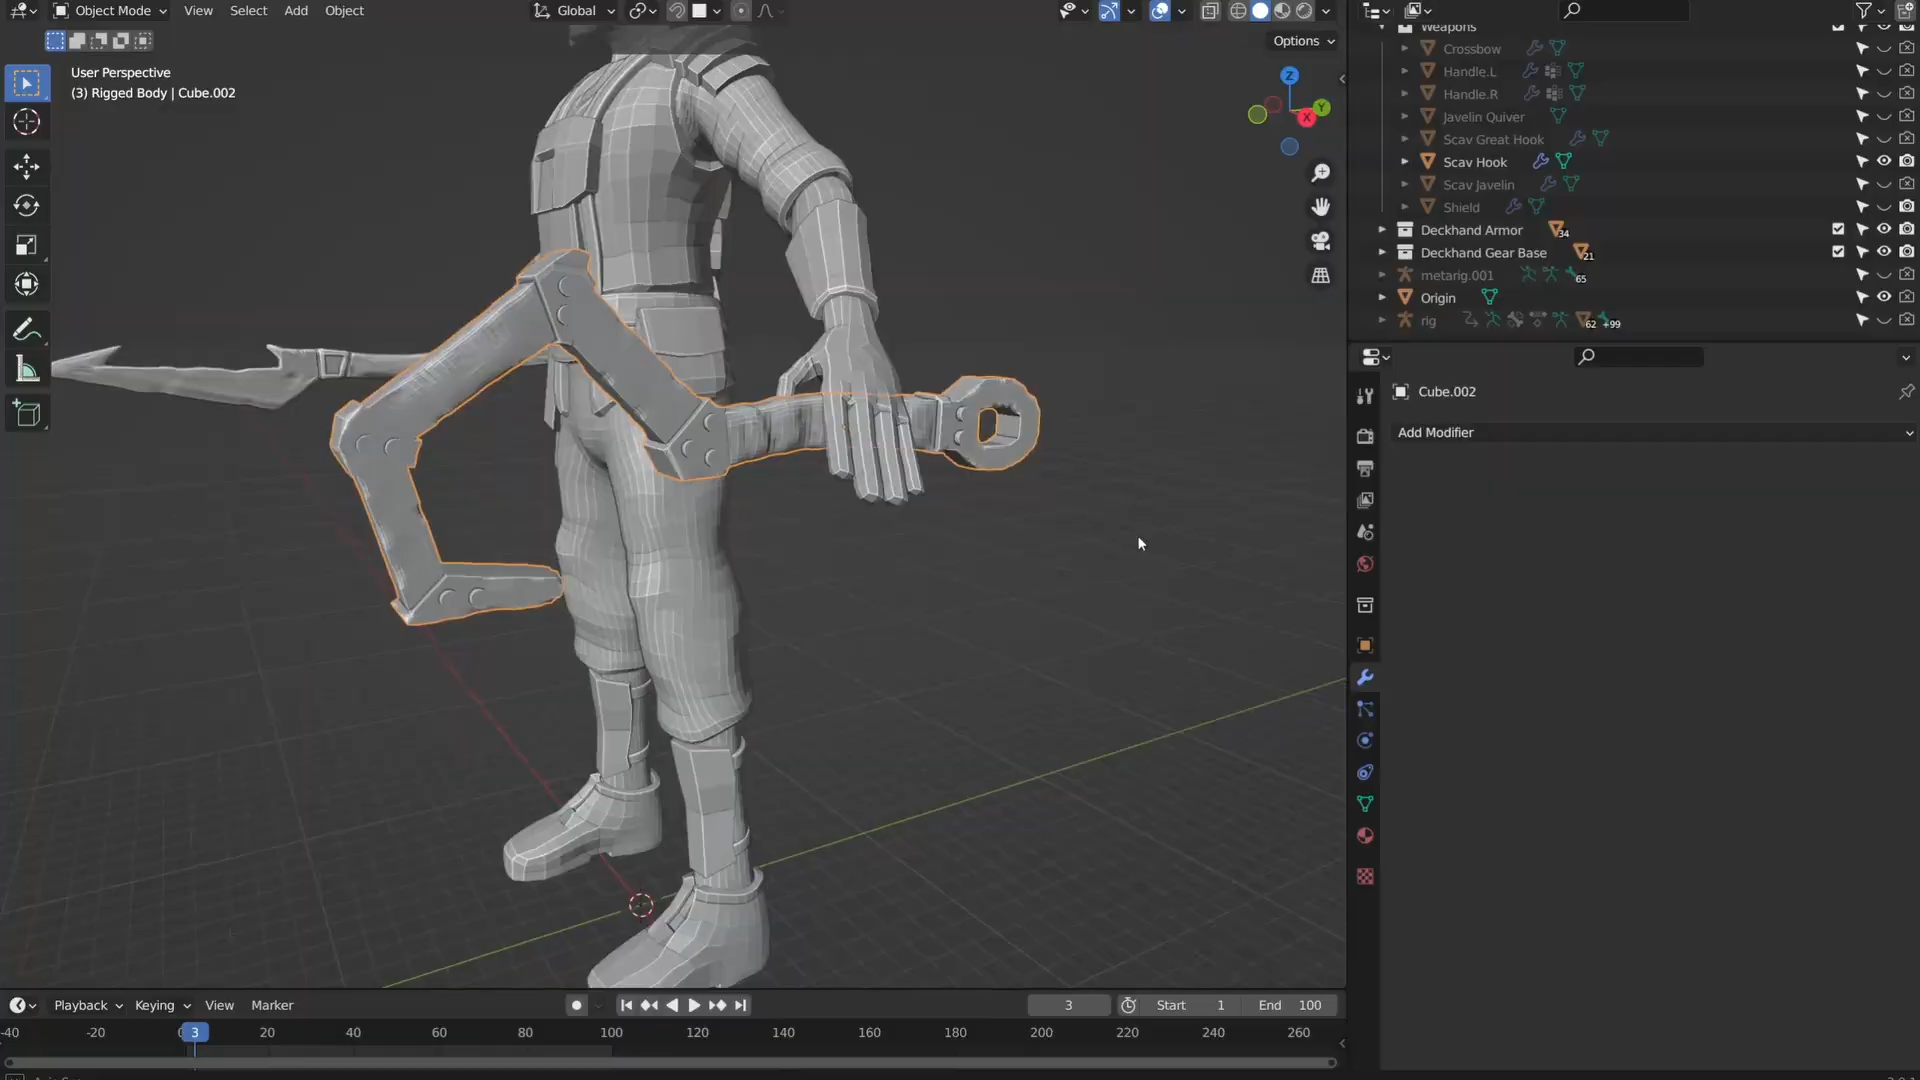 Object Mode View Select Add Object Global
Options
User Perspective
(3) Rigged Body | Cube.002
Z
Y
X
Weapons
Crossbow
Handle.L
Handle.R
Javelin Quiver
Scav Great Hook
Scav Hook
Scav Javelin
Shield
Deckhand Armor 34
Deckhand Gear Base 21
metarig.001 65
Origin
rig 62 +99
Cube.002
Add Modifier
Playback Keying View Marker 3 Start 1 End 100
-40 -20 0 3 20 40 60 80 100 120 140 160 180 200 220 240 260